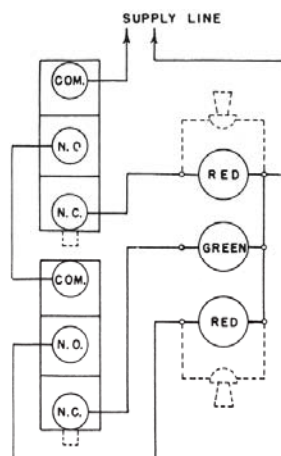 SUPPLY LINE
COM.
N.O
N.C.
COM.
N.O.
N.C.
RED
GREEN
RED